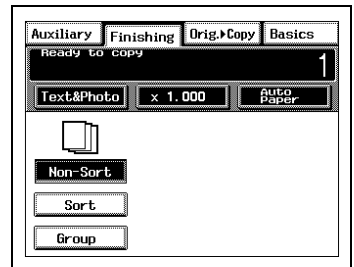 Auxiliary Finishing Orig.▶Copy Basics
Ready to copy
1
Text&Photo x 1.000 Auto
Paper
Non-Sort
Sort
Group